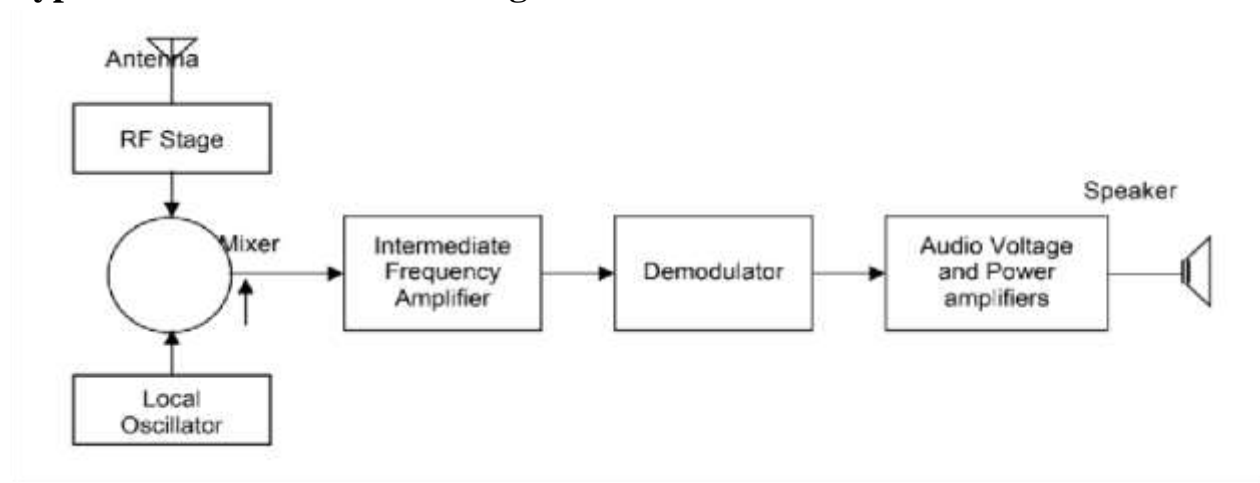 Antenna
RF Stage
Speaker
Mixer
Intermediate
Frequency
Amplifier
Demodulator
Audio Voltage
and Power
amplifiers
Local
Oscillator